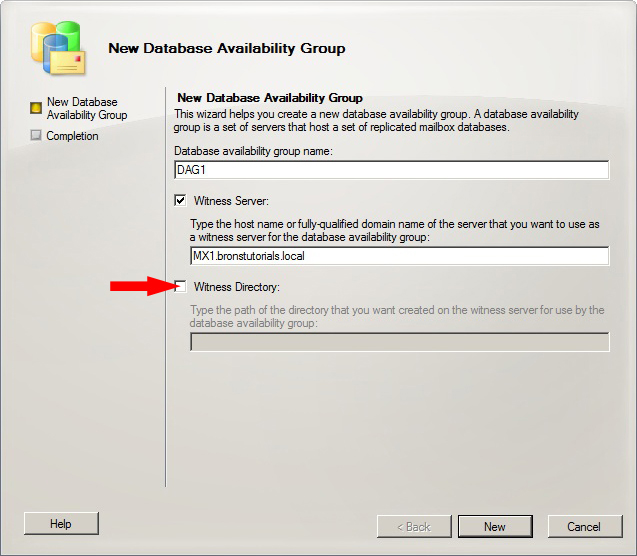 New Database Availability Group
New Database
Availability Group
Completion
New Database Availability Group
This wizard helps you create a new database availability group. A database availability
group is a set of servers that host a set of replicated mailbox databases.
Database availability group name:
DAG1
Witness Server:
Type the host name or fully-qualified domain name of the server that you want to use as
a witness server for the database availability group:
MX1.bronstutorials.local
Witness Directory:
Type the path of the directory that you want created on the witness server for use by the
database availability group:
Help
< Back
New
Cancel